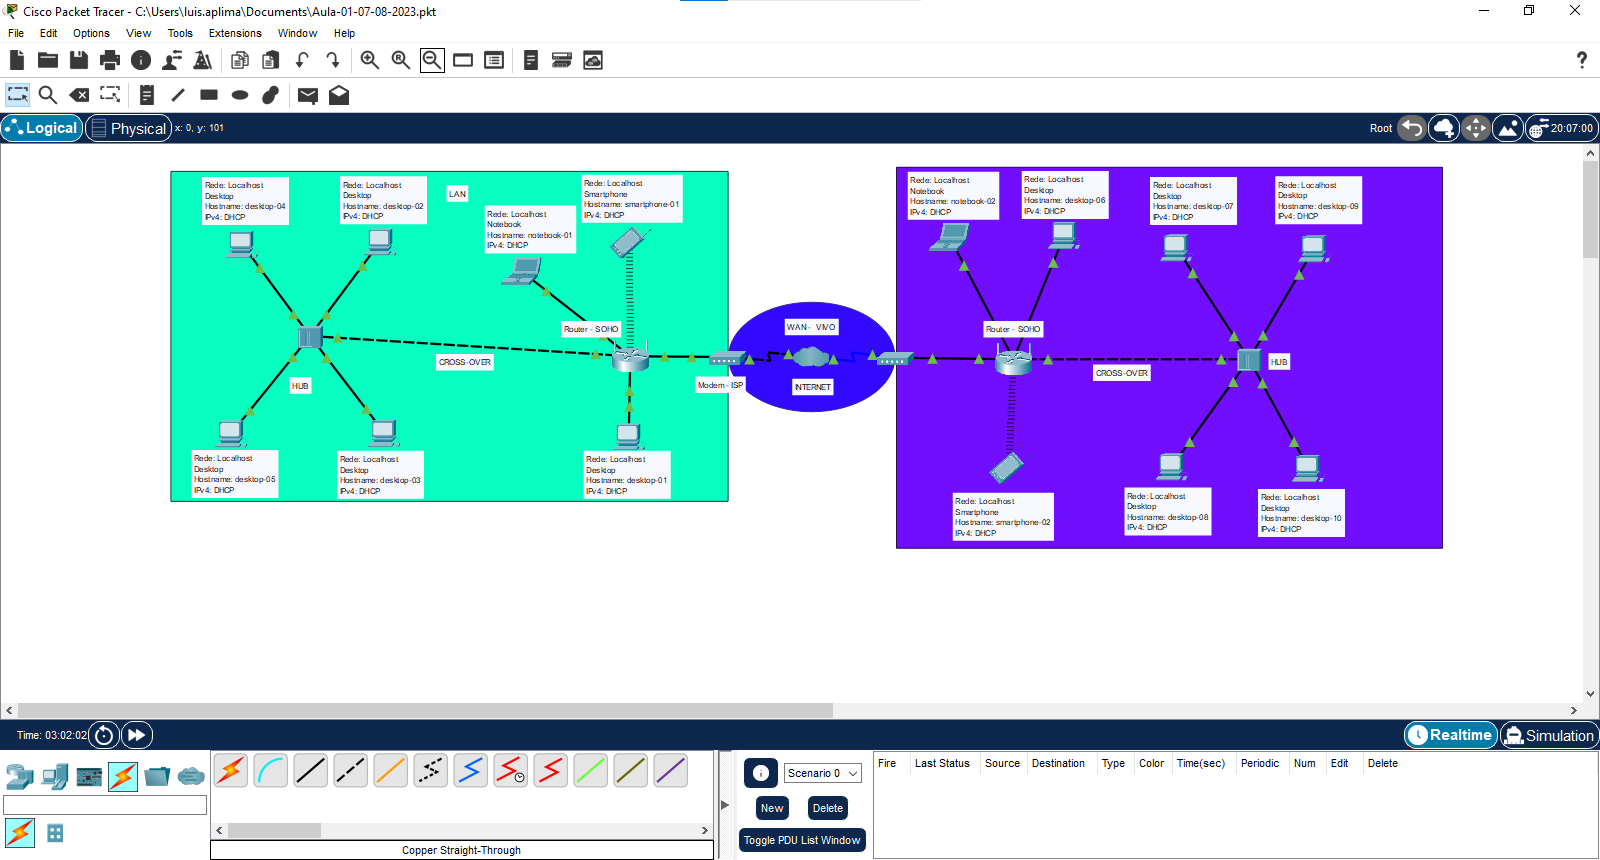 Cisco Packet Tracer - C:\Users\luis.aplima\Documents\Aula-01-07-08-2023.pkt
File Edit Options View Tools Extensions Window Help
Logical Physical x: 0, y: 101 Root 20:07:00
Rede: Localhost
Desktop
Hostname: desktop-04
IPv4: DHCP
Rede: Localhost
Desktop
Hostname: desktop-02
IPv4: DHCP
LAN
Rede: Localhost
Notebook
Hostname: notebook-01
IPv4: DHCP
Rede: Localhost
Smartphone
Hostname: smartphone-01
IPv4: DHCP
Router - SOHO
CROSS-OVER
HUB
Modem - ISP
Rede: Localhost
Desktop
Hostname: desktop-05
IPv4: DHCP
Rede: Localhost
Desktop
Hostname: desktop-03
IPv4: DHCP
Rede: Localhost
Desktop
Hostname: desktop-01
IPv4: DHCP
WAN - VIVO
INTERNET
Rede: Localhost
Notebook
Hostname: notebook-02
IPv4: DHCP
Rede: Localhost
Desktop
Hostname: desktop-06
IPv4: DHCP
Rede: Localhost
Desktop
Hostname: desktop-07
IPv4: DHCP
Rede: Localhost
Desktop
Hostname: desktop-09
IPv4: DHCP
Router - SOHO
CROSS-OVER
HUB
Rede: Localhost
Smartphone
Hostname: smartphone-02
IPv4: DHCP
Rede: Localhost
Desktop
Hostname: desktop-08
IPv4: DHCP
Rede: Localhost
Desktop
Hostname: desktop-10
IPv4: DHCP
Time: 03:02:02 Realtime Simulation
Scenario 0
New Delete
Toggle PDU List Window
Fire Last Status Source Destination Type Color Time(sec) Periodic Num Edit Delete
Copper Straight-Through